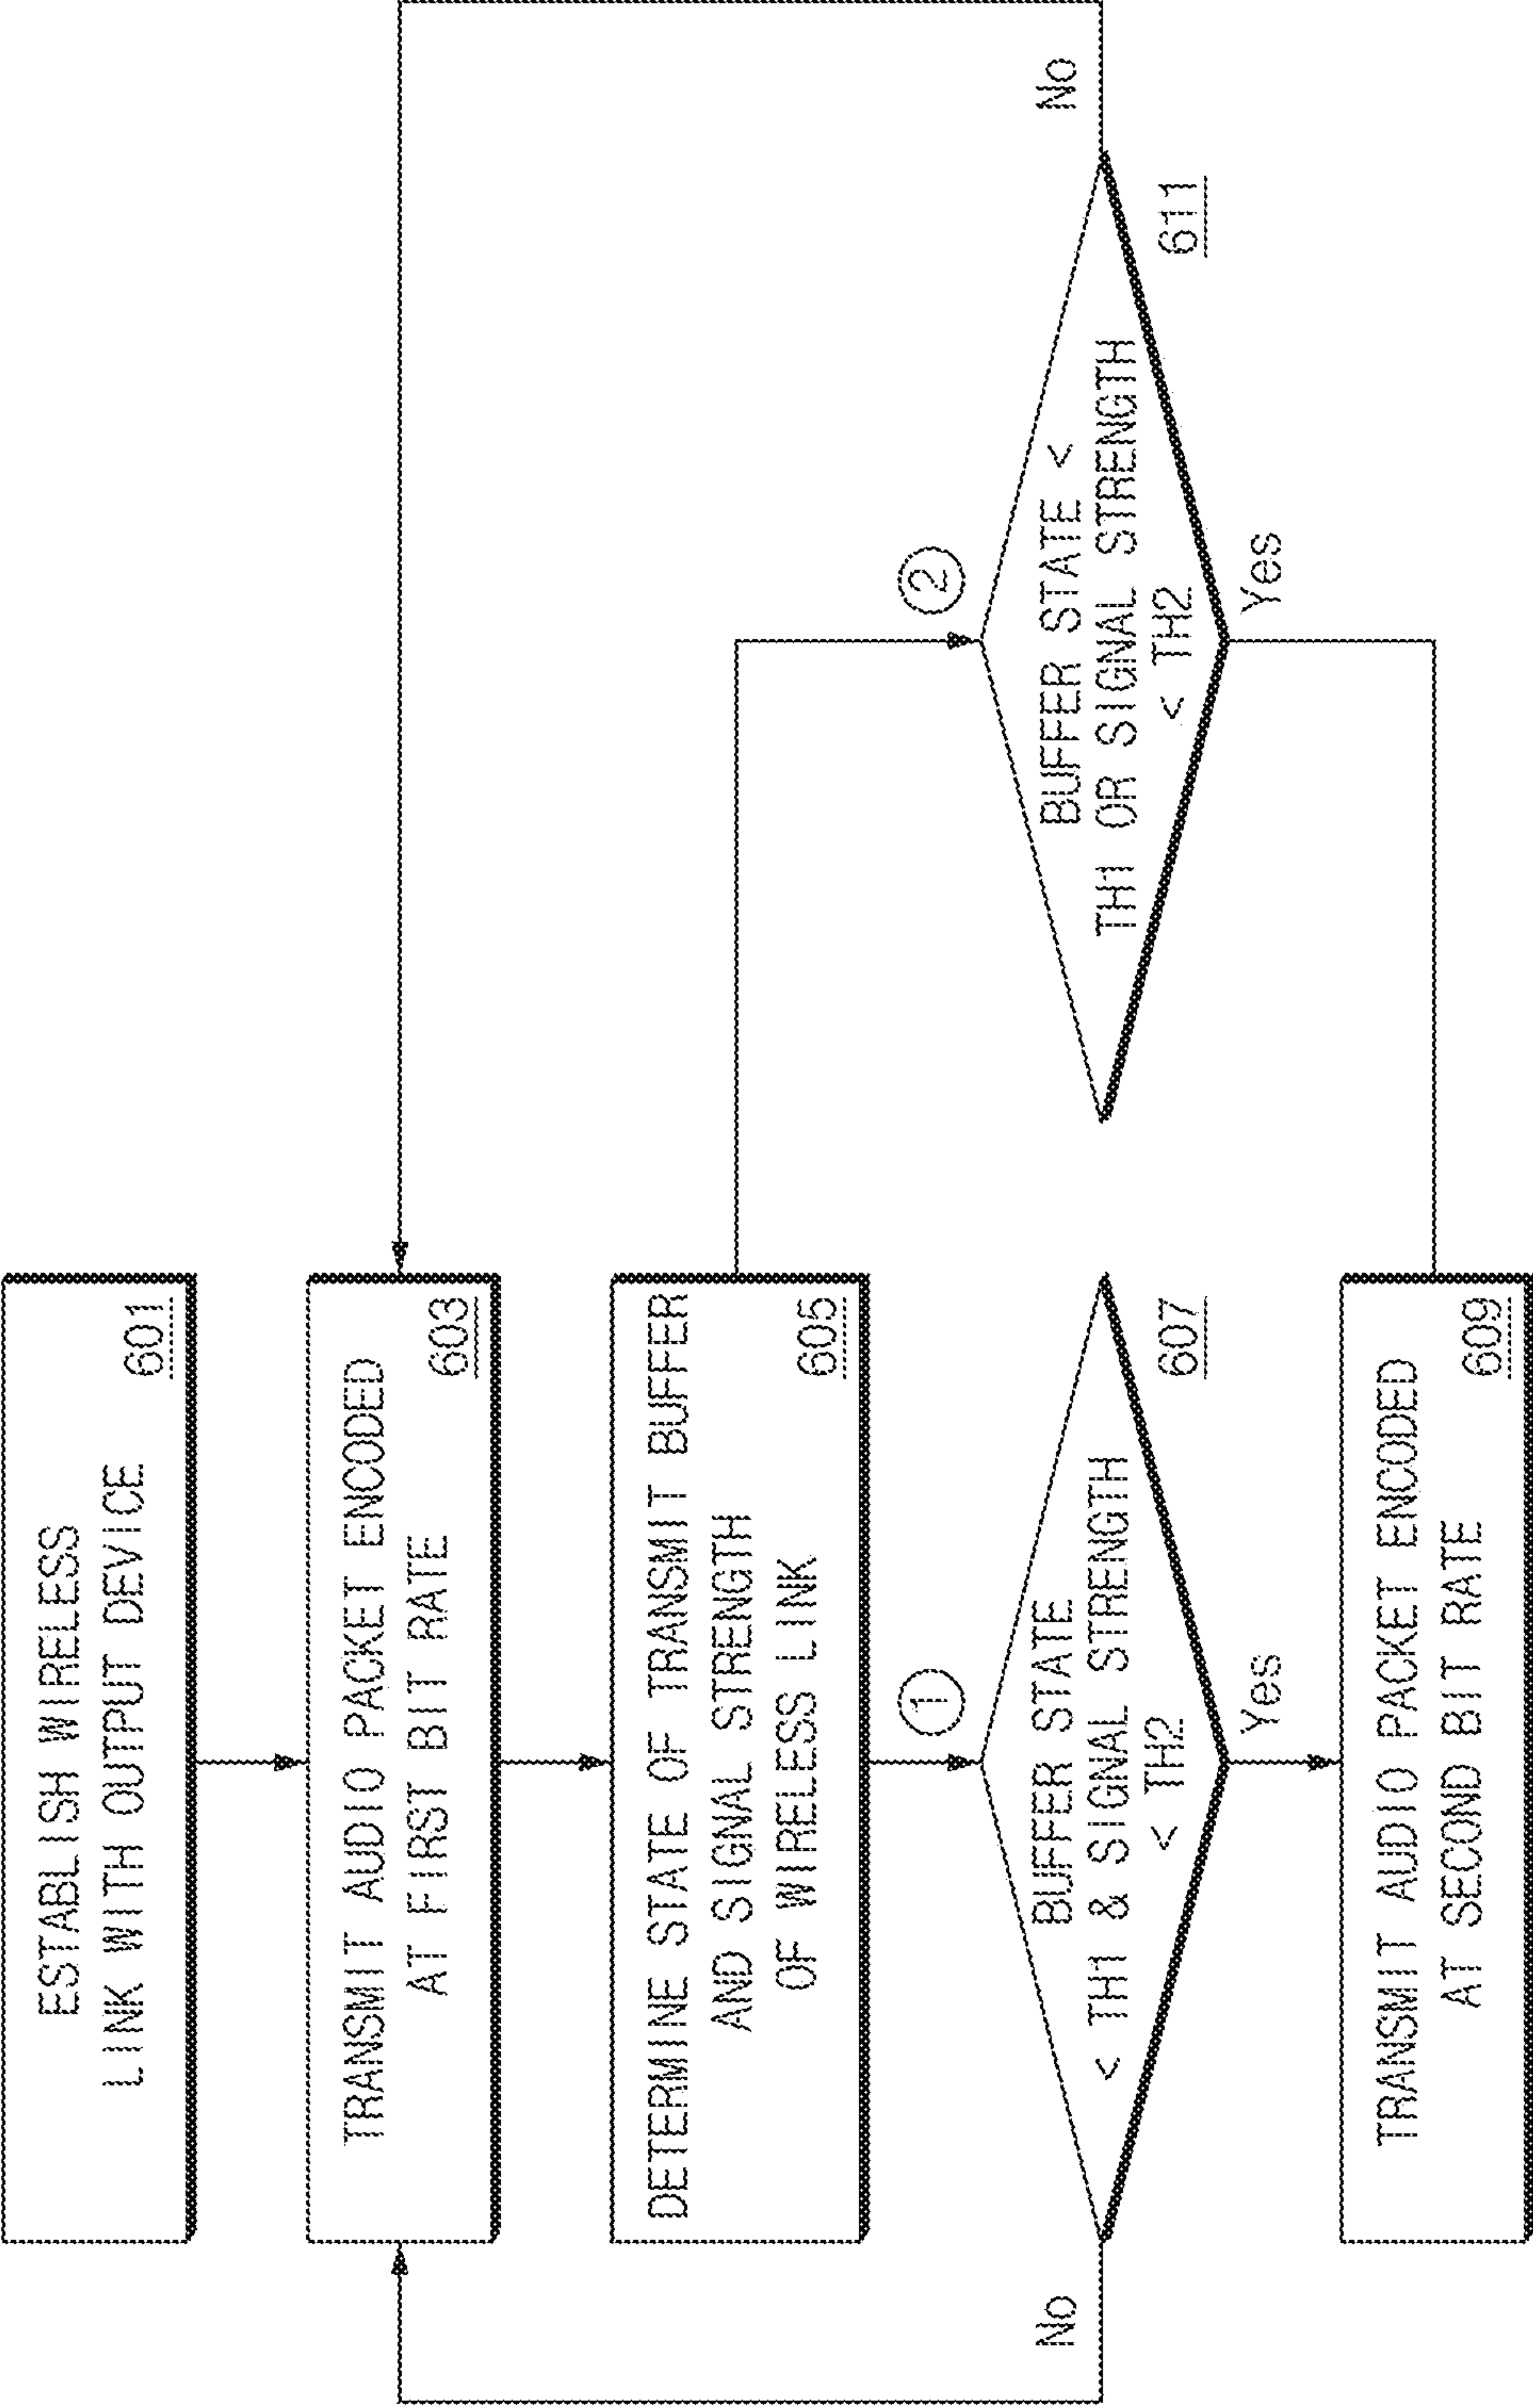 ESTABLISH WIRELESS
LINK WITH OUTPUT DEVICE
601
TRANSMIT AUDIO PACKET ENCODED
AT FIRST BIT RATE
603
DETERMINE STATE OF TRANSMIT BUFFER
AND SIGNAL STRENGTH
OF WIRELESS LINK
605
1
BUFFER STATE
< TH1 & SIGNAL STRENGTH
< TH2
607
No
Yes
2
BUFFER STATE <
TH1 OR SIGNAL STRENGTH
< TH2
611
No
Yes
TRANSMIT AUDIO PACKET ENCODED
AT SECOND BIT RATE
609